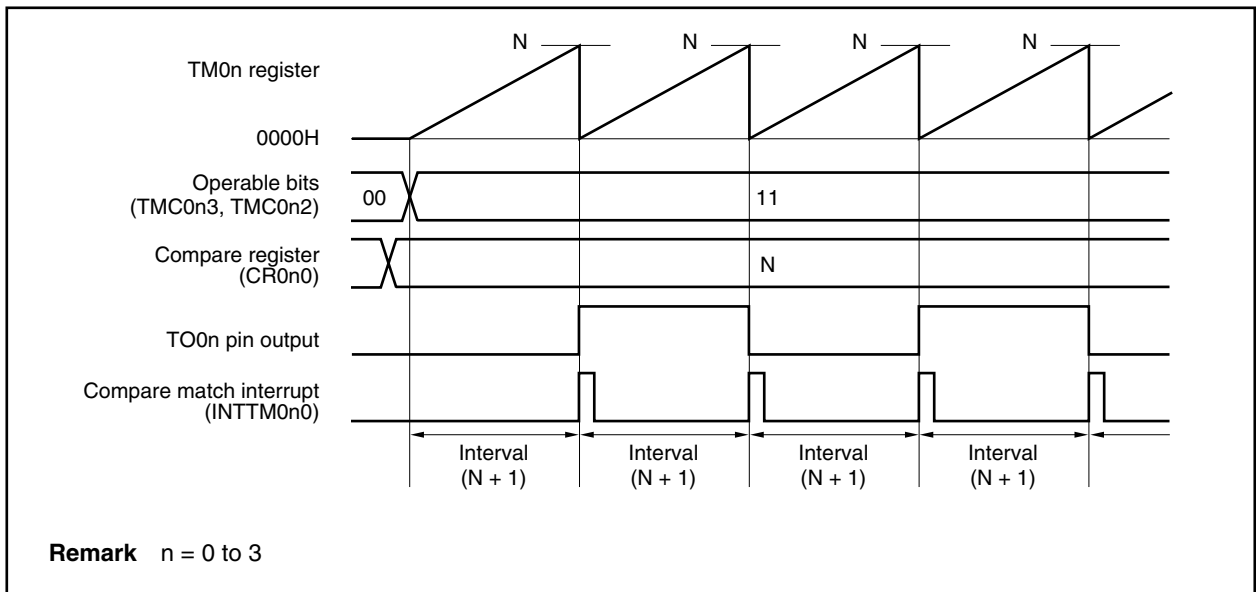 N N N N
TM0n register
0000H
Operable bits
(TMC0n3, TMC0n2)
00
11
Compare register
(CR0n0)
N
TO0n pin output
Compare match interrupt
(INTTM0n0)
Interval
(N + 1)
Interval
(N + 1)
Interval
(N + 1)
Interval
(N + 1)
Remark n = 0 to 3